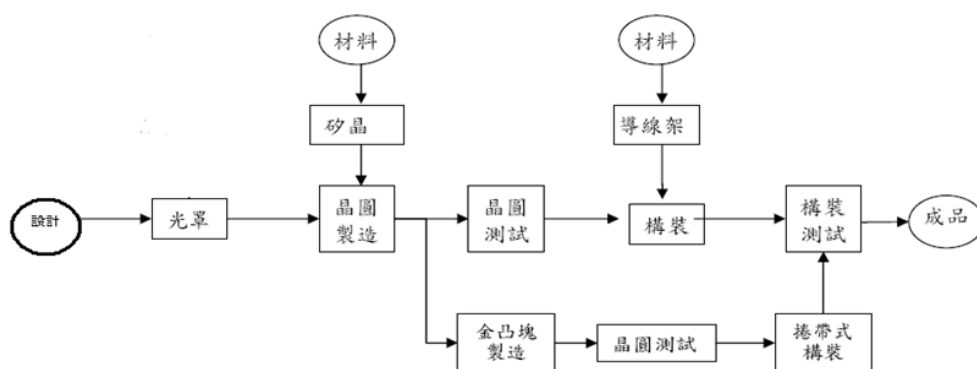 材料
材料
矽晶
導線架
設計
光罩
晶圓
製造
晶圓
測試
構裝
構裝
測試
成品
金凸塊
製造
晶圓測試
捲帶式
構裝